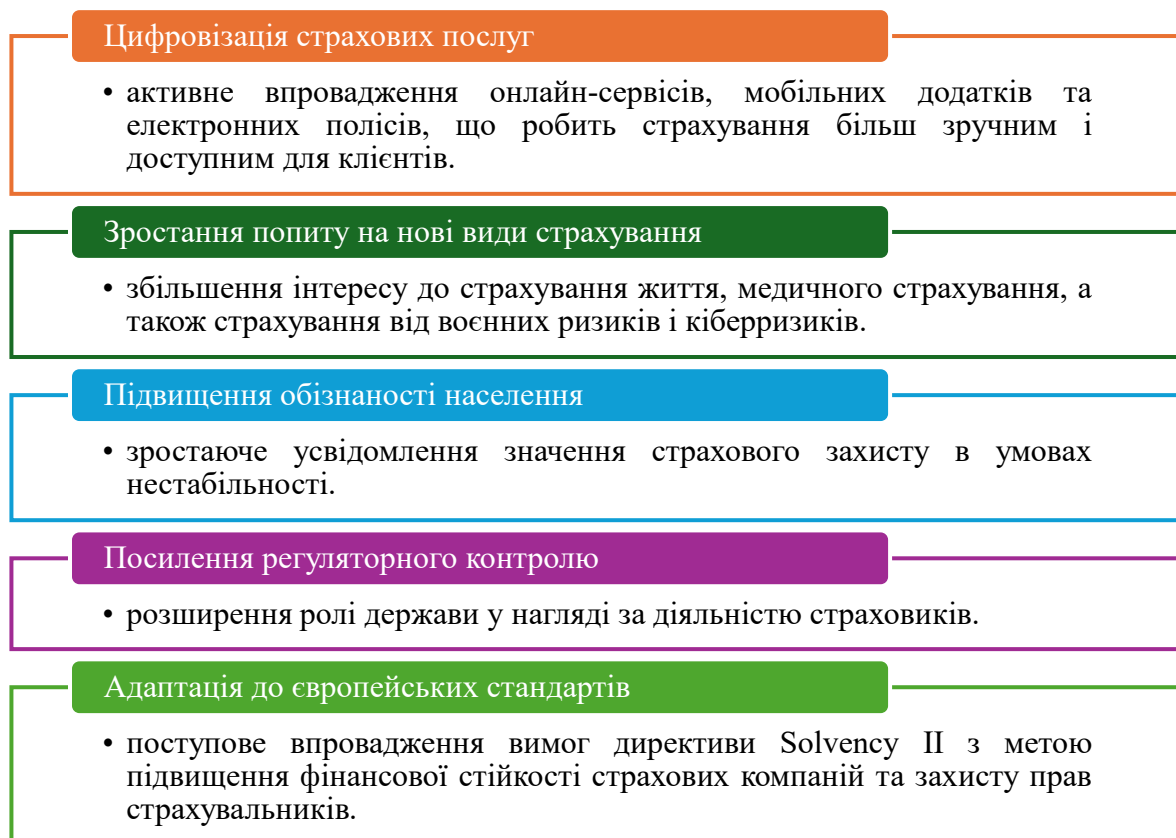 Цифровізація страхових послуг
• активне впровадження онлайн-сервісів, мобільних додатків та
електронних полісів, що робить страхування більш зручним і
доступним для клієнтів.
Зростання попиту на нові види страхування
• збільшення інтересу до страхування життя, медичного страхування, а
також страхування від воєнних ризиків і кіберризиків.
Підвищення обізнаності населення
• зростаюче усвідомлення значення страхового захисту в умовах
нестабільності.
Посилення регуляторного контролю
• розширення ролі держави у нагляді за діяльністю страховиків.
Адаптація до європейських стандартів
• поступове впровадження вимог директиви Solvency II з метою
підвищення фінансової стійкості страхових компаній та захисту прав
страхувальників.